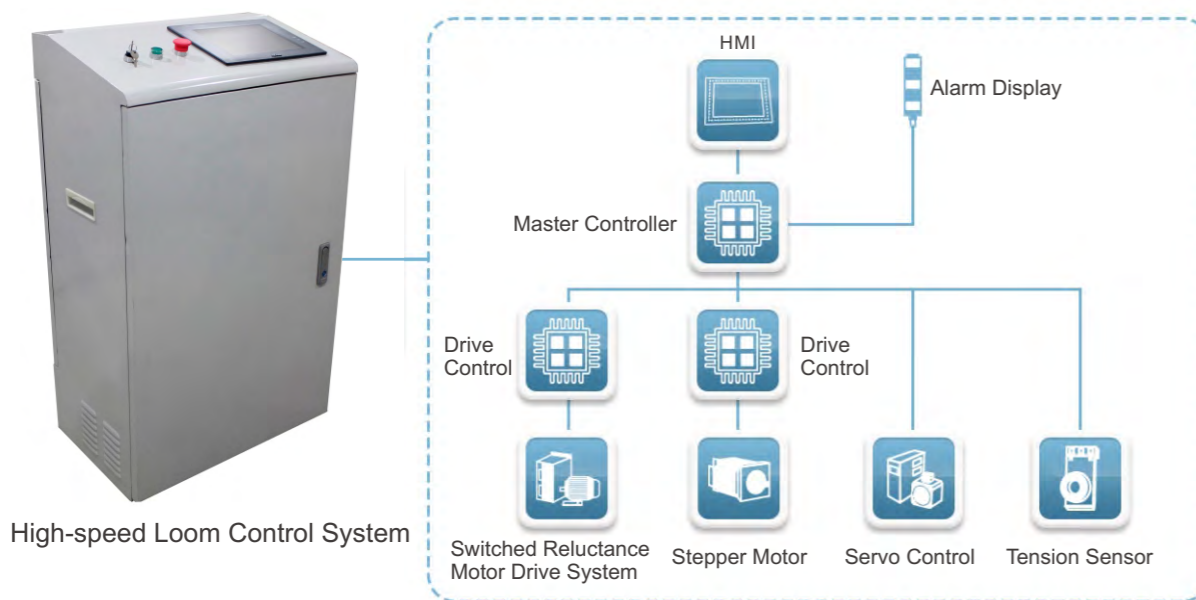 HMI
Alarm Display
Master Controller
Drive
Control
Drive
Control
High-speed Loom Control System
Switched Reluctance
Motor Drive System
Stepper Motor
Servo Control
Tension Sensor